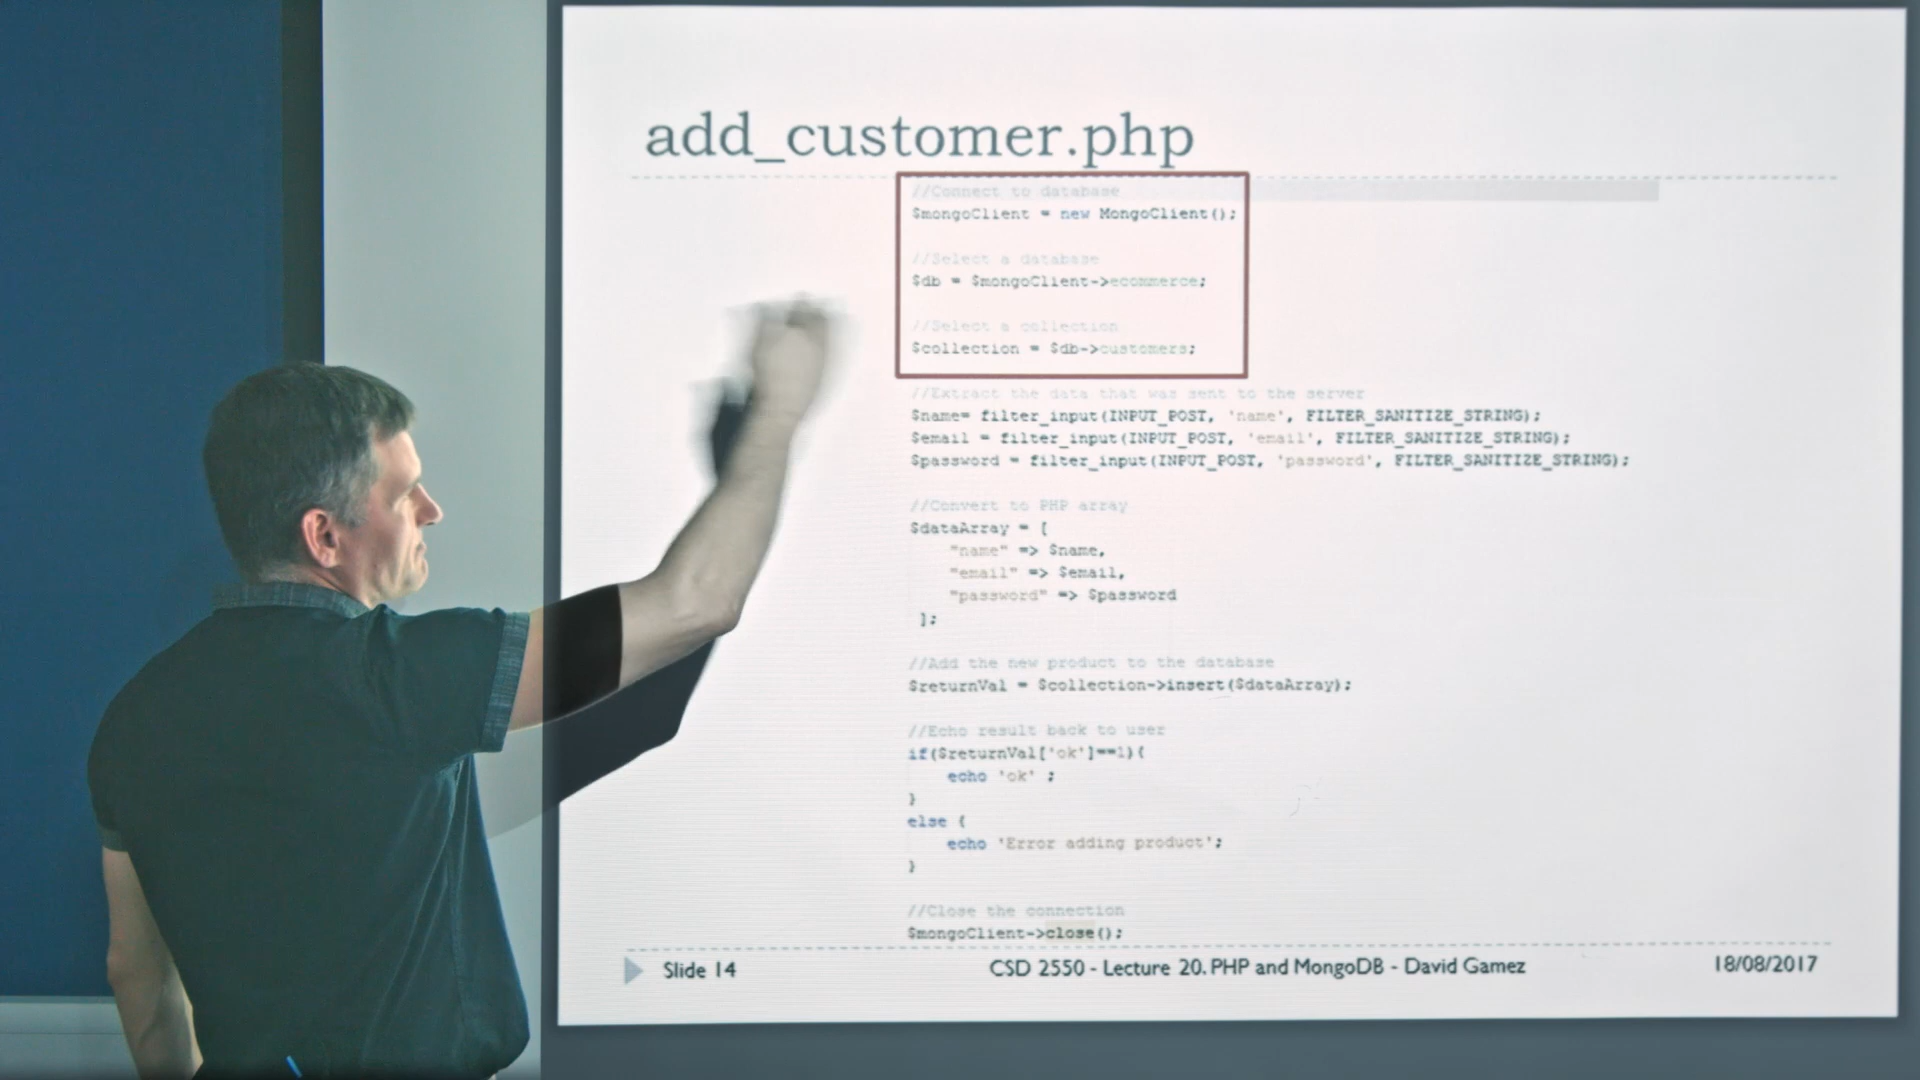 add_customer.php
//Connect to database
$mongoClient = new MongoClient();
//Select a database
$db = $mongoClient->ecommerce;
//Select a collection
$collection = $db->customers;
//Extract the data that was sent to the server
$name= filter_input(INPUT_POST, 'name', FILTER_SANITIZE_STRING);
$email = filter_input(INPUT_POST, 'email', FILTER_SANITIZE_STRING);
$password = filter_input(INPUT_POST, 'password', FILTER_SANITIZE_STRING);
//Convert to PHP array
$dataArray = [
"name" => $name,
"email" => $email,
"password" => $password
];
//Add the new product to the database
$returnVal = $collection->insert($dataArray);
//Echo result back to user
if($returnVal['ok']==1){
echo 'ok' ;
}
else {
echo 'Error adding product';
}
//Close the connection
$mongoClient->close();
Slide 14 CSD 2550 - Lecture 20. PHP and MongoDB - David Gamez 18/08/2017